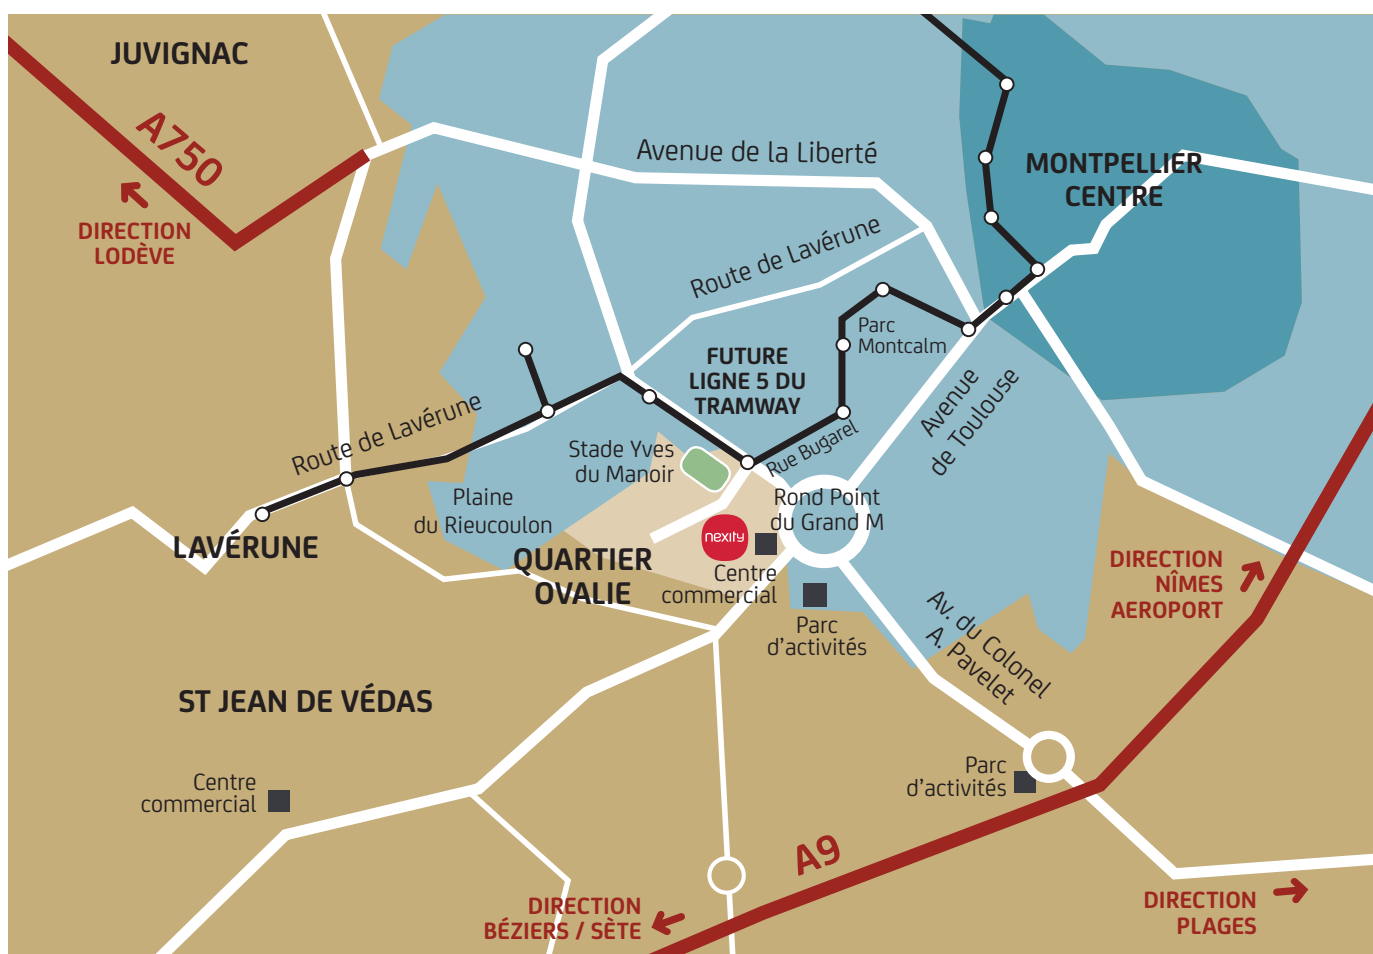 JUVIGNAC
A750
DIRECTION
LODÈVE
Avenue de la Liberté
MONTPELLIER
CENTRE
Route de Lavérune
Parc
Montcalm
FUTURE
LIGNE 5 DU
TRAMWAY
Avenue
de Toulouse
Route de Lavérune
Rue Bugarel
Stade Yves
du Manoir
Plaine
du Rieucoulon
Rond Point
du Grand M
LAVÉRUNE
QUARTIER
OVALIE
nexity
Centre
commercial
Parc
d'activités
DIRECTION
NÎMES
AEROPORT
Av. du Colonel
A. Pavelet
ST JEAN DE VÉDAS
Centre
commercial
Parc
d'activités
A9
DIRECTION
BÉZIERS / SÈTE
DIRECTION
PLAGES